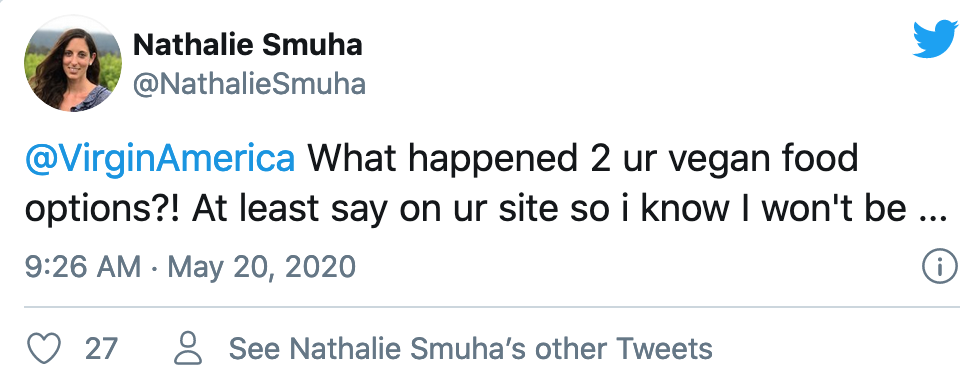 Nathalie Smuha
@NathalieSmuha
@VirginAmerica What happened 2 ur vegan food
options?! At least say on ur site so i know I won't be ...
9:26 AM · May 20, 2020
27
See Nathalie Smuha’s other Tweets